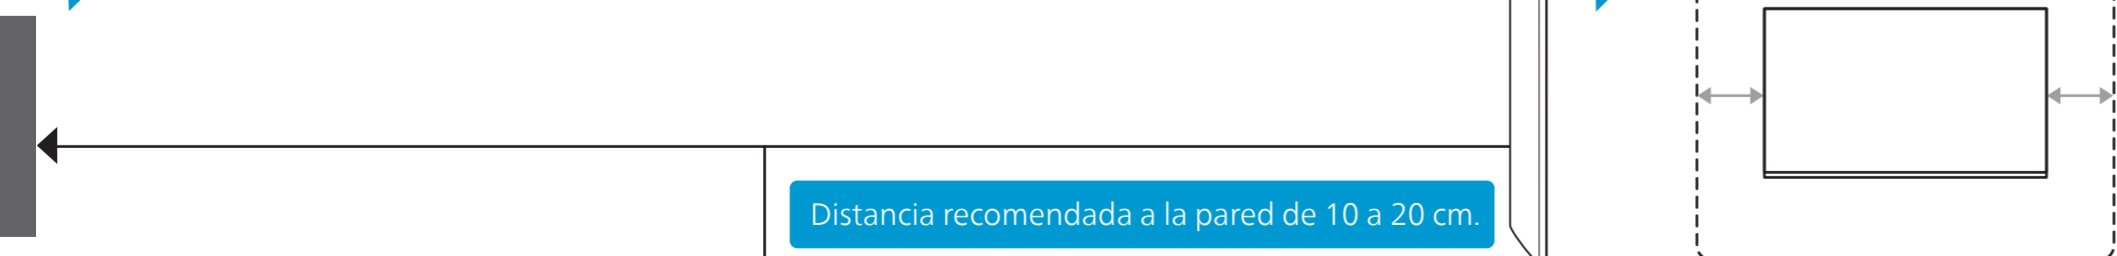 Distancia recomendada a la pared de 10 a 20 cm.